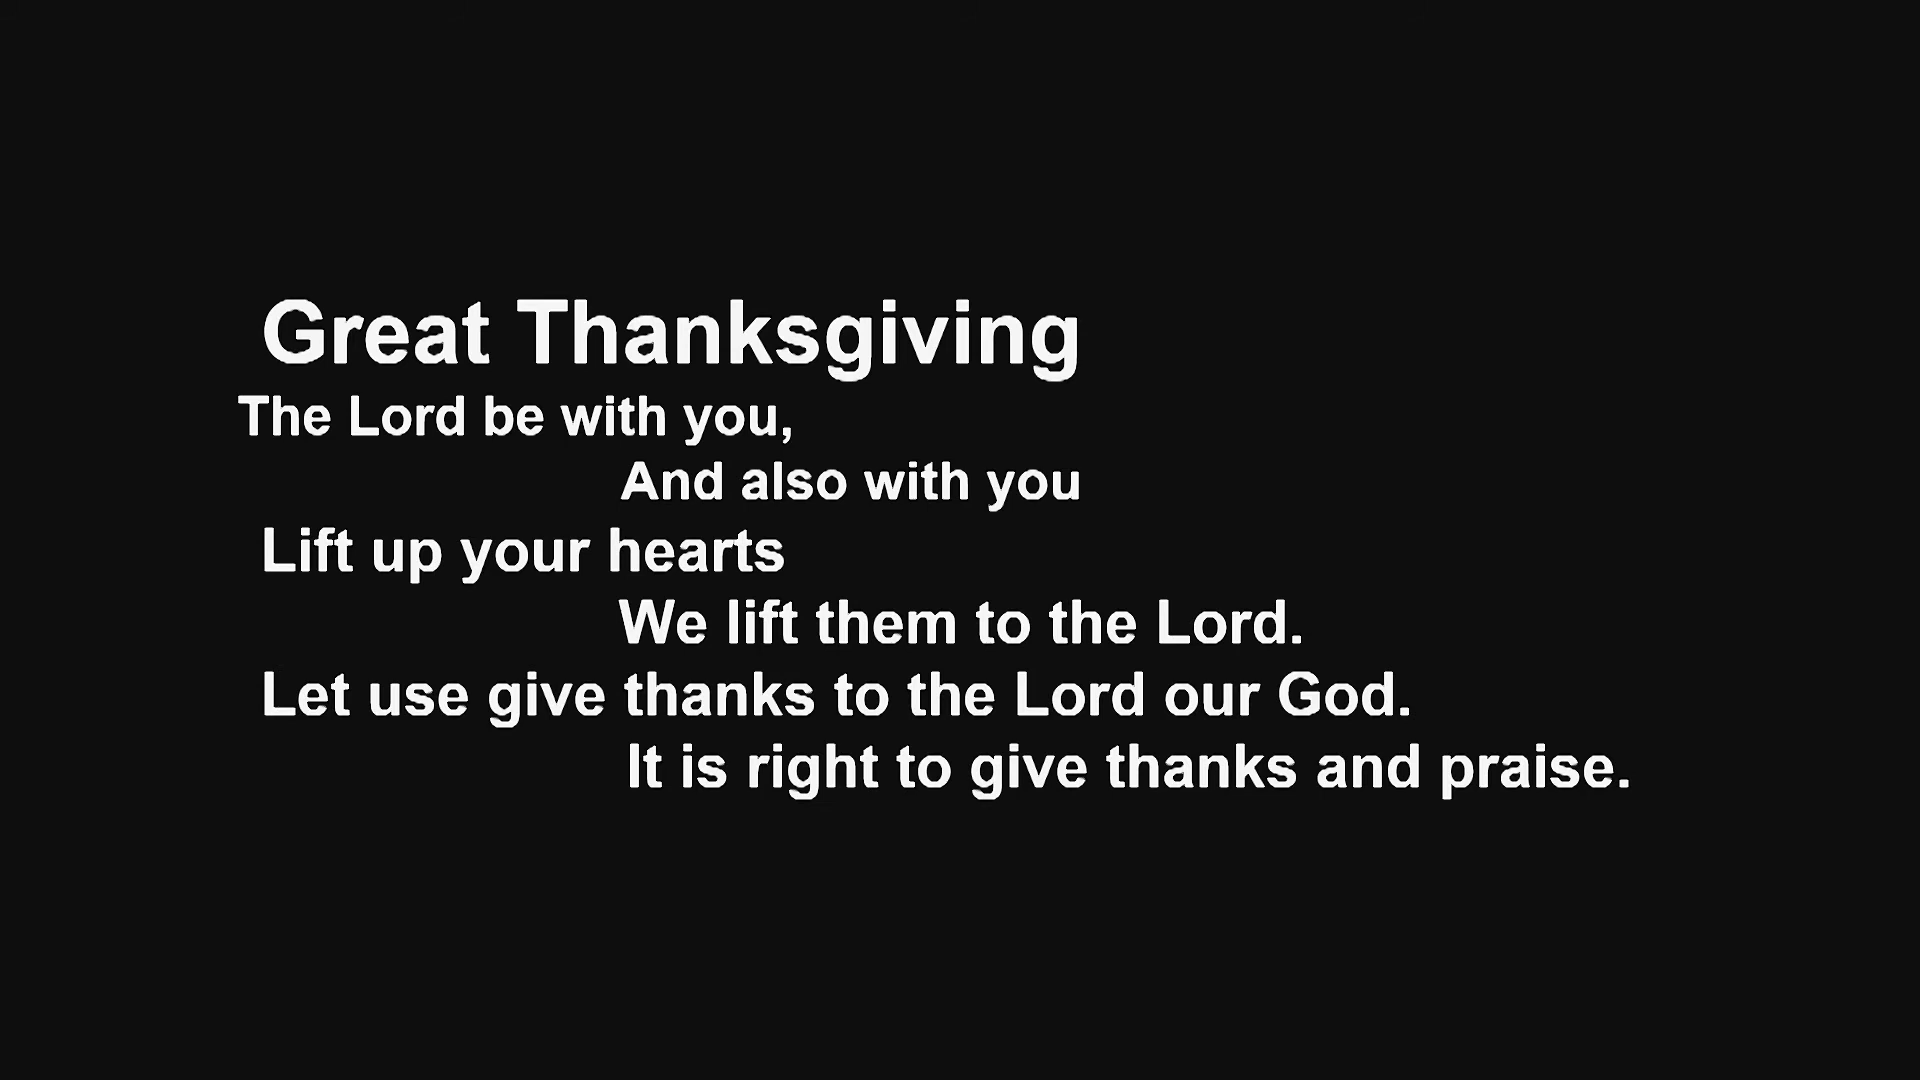 Great Thanksgiving
The Lord be with you,
And also with you
Lift up your hearts
We lift them to the Lord.
Let use give thanks to the Lord our God.
It is right to give thanks and praise.